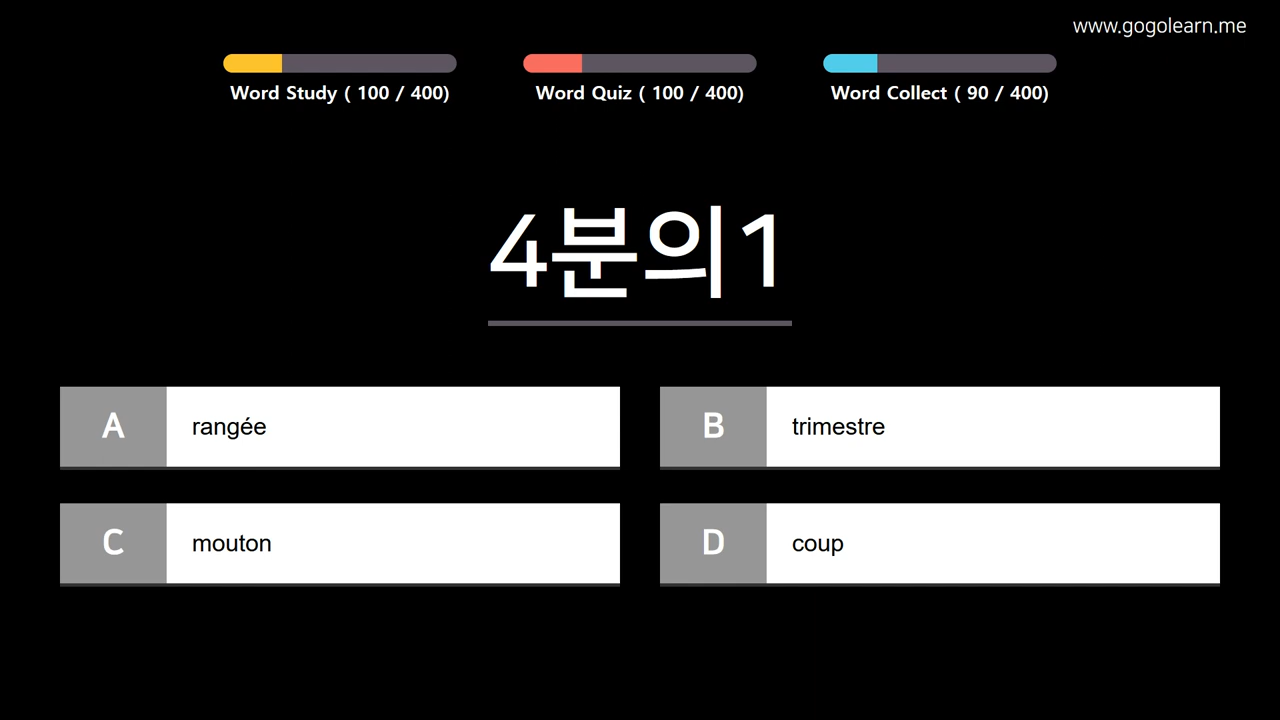 www.gogolearn.me
Word Study ( 100 / 400)
Word Quiz ( 100 / 400)
Word Collect ( 90 / 400)
4분의1
A rangée
B trimestre
C mouton
D coup